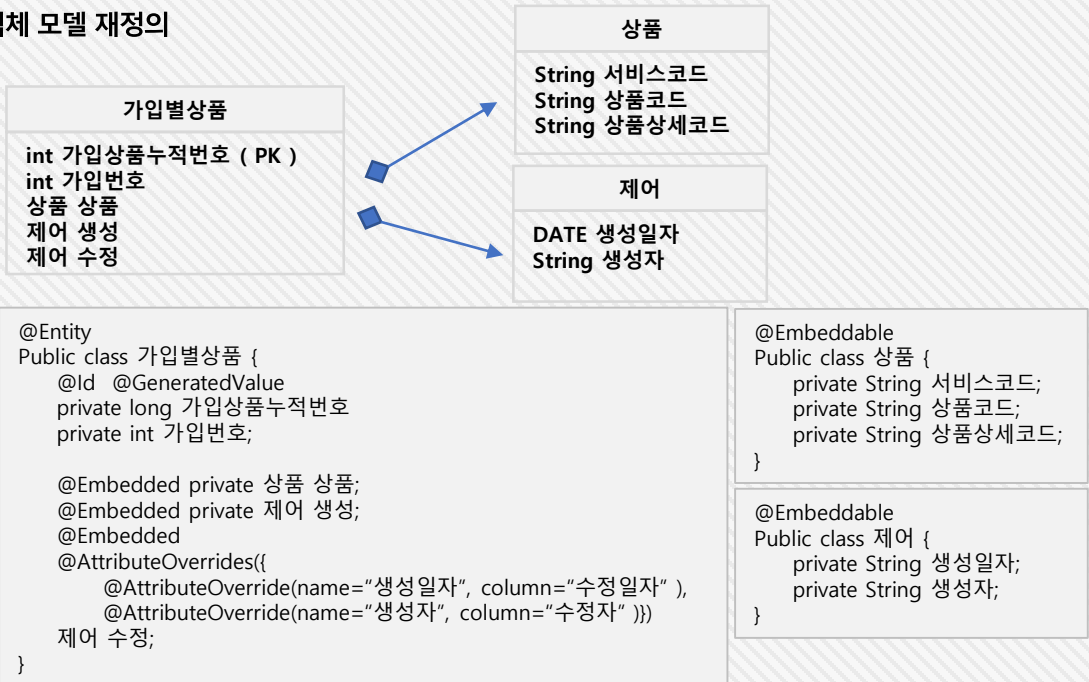 체 모델 재정의
상품
String 서비스코드
String 상품코드
String 상품상세코드
가입별상품
int 가입상품누적번호 ( PK )
int 가입번호
상품 상품
제어 생성
제어 수정
제어
DATE 생성일자
String 생성자
@Entity
Public class 가입별상품 {
@Id @GeneratedValue
private long 가입상품누적번호
private int 가입번호;
@Embedded private 상품 상품;
@Embedded private 제어 생성;
@Embedded
@AttributeOverrides({
@AttributeOverride(name=“생성일자”, column=“수정일자” ),
@AttributeOverride(name=“생성자”, column=“수정자” )})
제어 수정;
}
@Embeddable
Public class 상품 {
private String 서비스코드;
private String 상품코드;
private String 상품상세코드;
}
@Embeddable
Public class 제어 {
private String 생성일자;
private String 생성자;
}